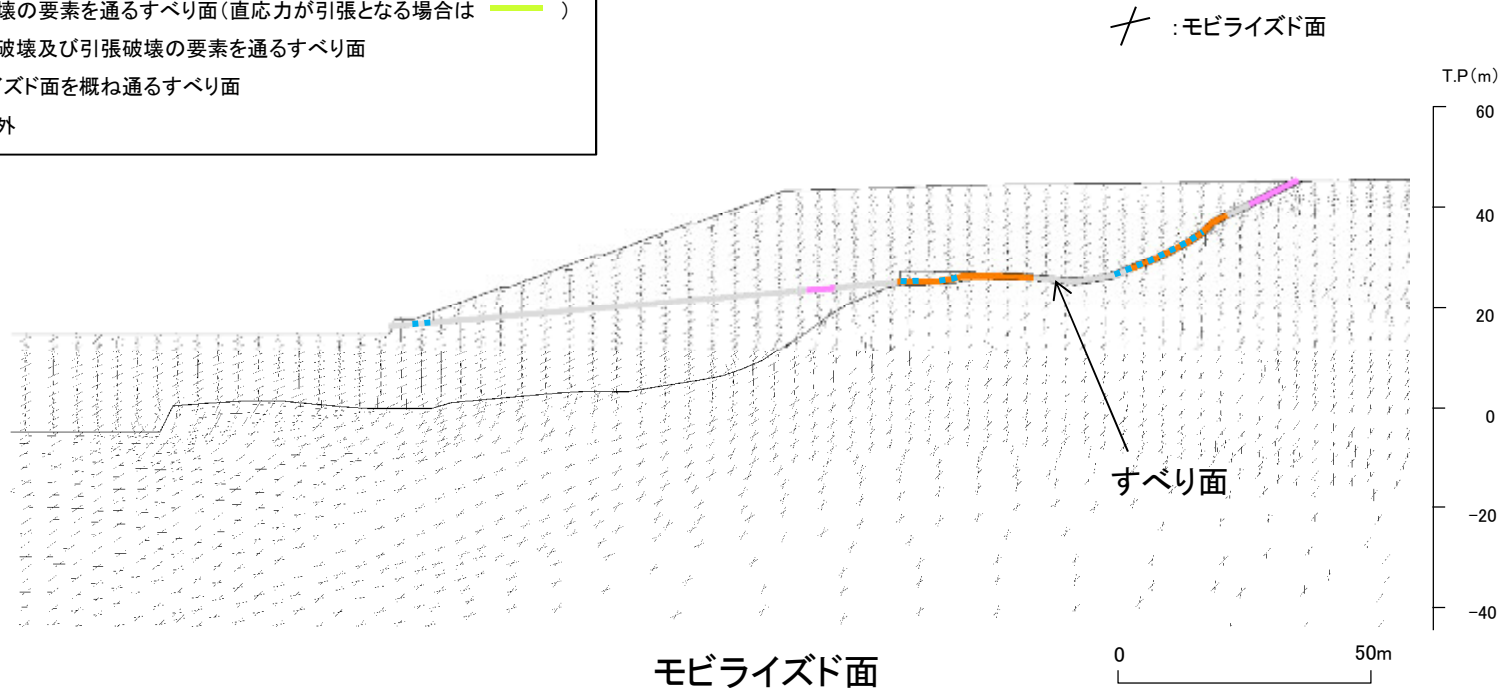 壊の要素を通るすべり面(直応力が引張となる場合は ）
破壊及び引張破壊の要素を通るすべり面
イズド面を概ね通るすべり面
外
：モビライズド面
T.P(m)
60
40
20
0
-20
-40
すべり面
モビライズド面
0 50m